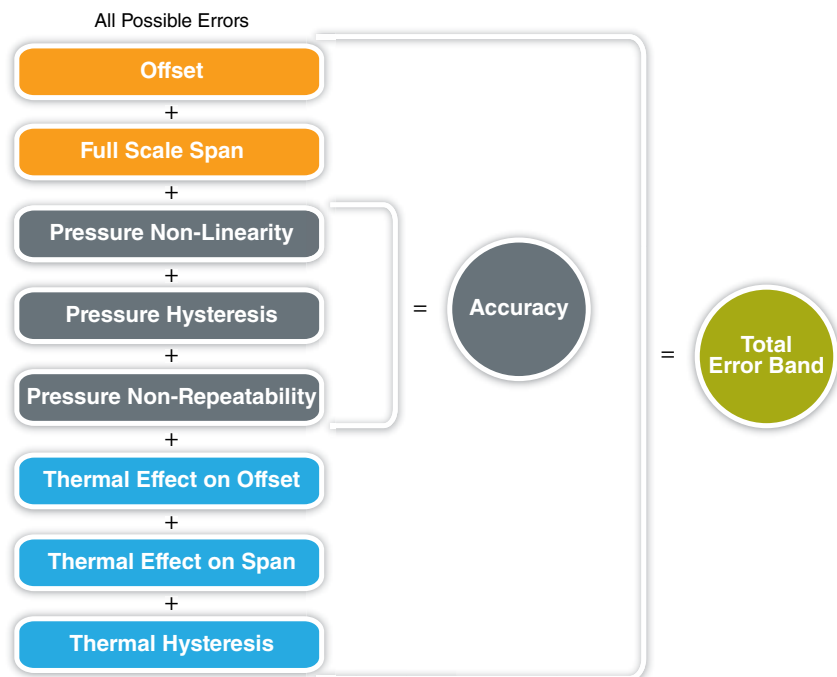 All Possible Errors
Offset
+
Full Scale Span
+
Pressure Non-Linearity
+
Pressure Hysteresis
+
Pressure Non-Repeatability
+
Thermal Effect on Offset
+
Thermal Effect on Span
+
Thermal Hysteresis
=
Accuracy
=
Total
Error Band